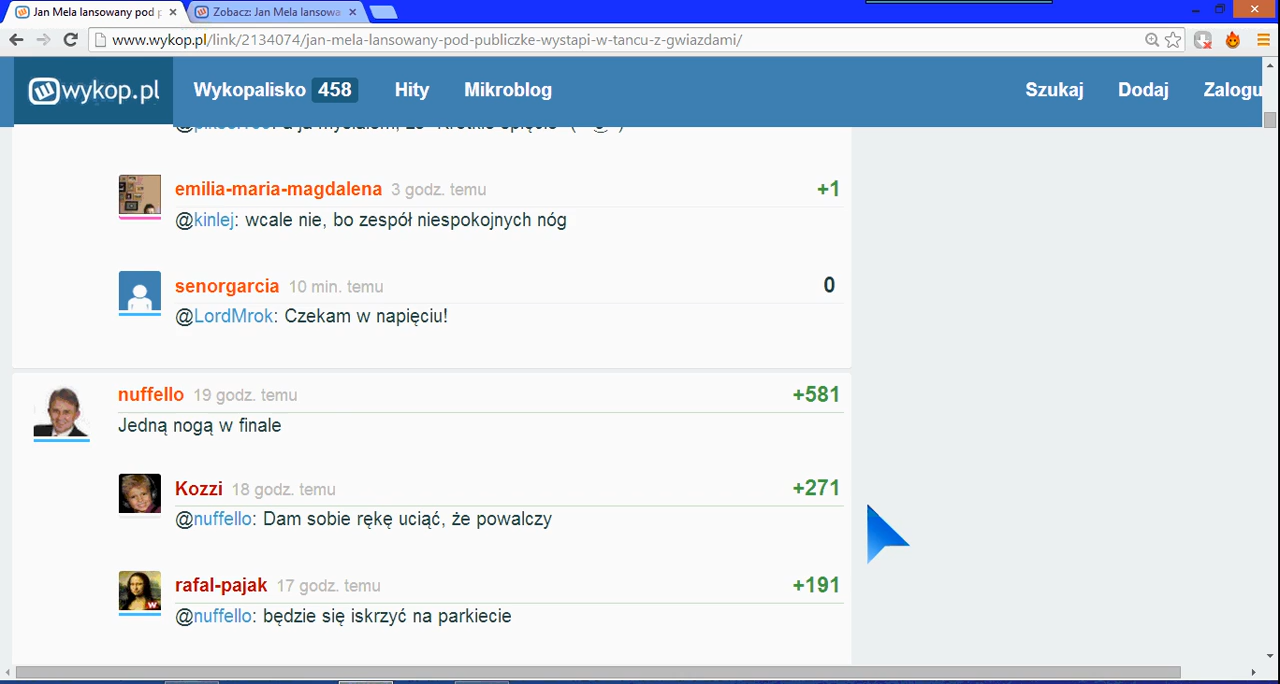 Jan Mela lansowany pod p
Zobacz: Jan Mela lansowa
www.wykop.pl/link/2134074/jan-mela-lansowany-pod-publiczke-wystapi-w-tancu-z-gwiazdami/
wykop.pl Wykopalisko 458 Hity Mikroblog Szukaj Dodaj Zalogu
emilia-maria-magdalena 3 godz. temu +1
@kinlej: wcale nie, bo zespół niespokojnych nóg
senorgarcia 10 min. temu 0
@LordMrok: Czekam w napięciu!
nuffello 19 godz. temu +581
Jedną nogą w finale
Kozzi 18 godz. temu +271
@nuffello: Dam sobie rękę uciąć, że powalczy
rafal-pajak 17 godz. temu +191
@nuffello: będzie się iskrzyć na parkiecie